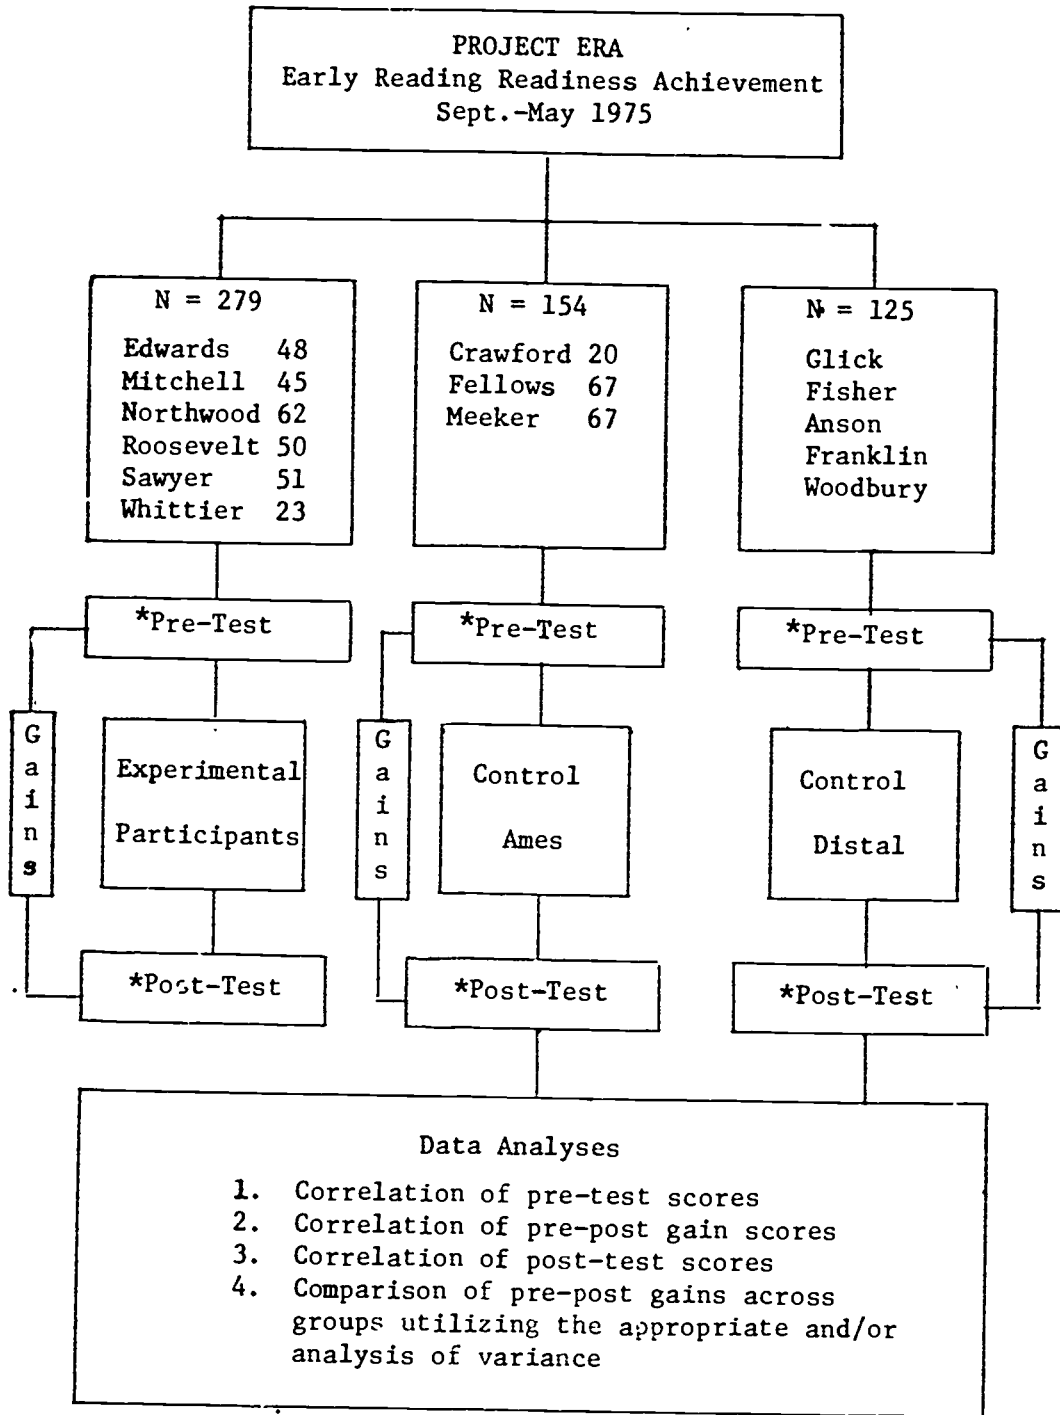 PROJECT ERA
Early Reading Readiness Achievement
Sept.-May 1975
N = 279
Edwards 48
Mitchell 45
Northwood 62
Roosevelt 50
Sawyer 51
Whittier 23
N = 154
Crawford 20
Fellows 67
Meeker 67
N = 125
Glick
Fisher
Anson
Franklin
Woodbury
*Pre-Test
*Pre-Test
*Pre-Test
Gains
Experimental
Participants
Gains
Control
Ames
Control
Distal
Gains
*Post-Test
*Post-Test
*Post-Test
Data Analyses
1. Correlation of pre-test scores
2. Correlation of pre-post gain scores
3. Correlation of post-test scores
4. Comparison of pre-post gains across
groups utilizing the appropriate and/or
analysis of variance